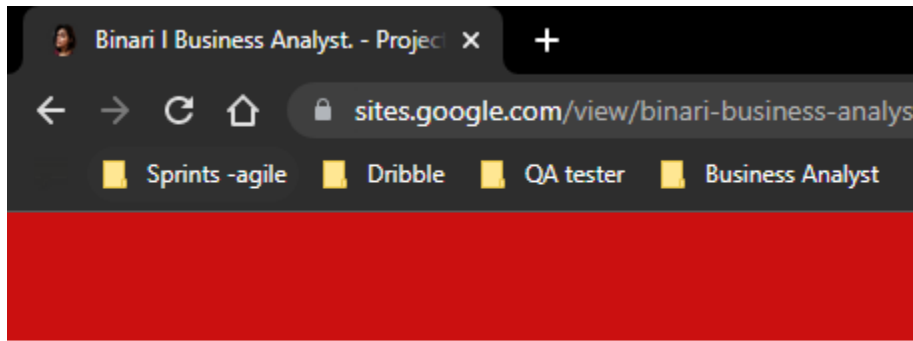 Binari I Business Analyst. - Projec
sites.google.com/view/binari-business-analys
Sprints -agile Dribble QA tester Business Analyst